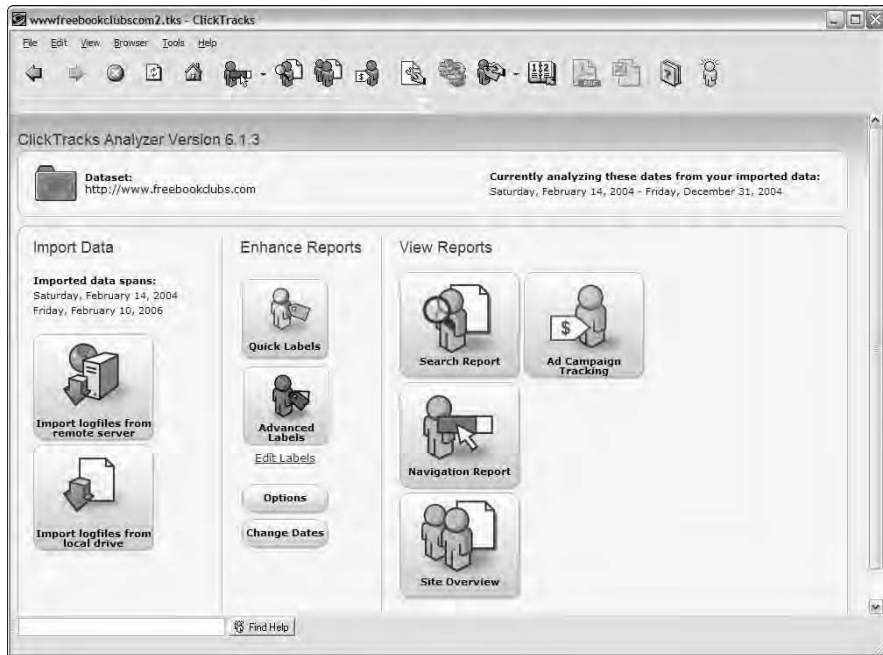 wwwfreebookclubscom2.tks - ClickTracks
File Edit View Browser Tools Help
ClickTracks Analyzer Version 6.1.3
Dataset:
http://www.freebookclubs.com
Currently analyzing these dates from your imported data:
Saturday, February 14, 2004 - Friday, December 31, 2004
Import Data
Imported data spans:
Saturday, February 14, 2004
Friday, February 10, 2006
Import logfiles from
remote server
Import logfiles from
local drive
Enhance Reports
Quick Labels
Advanced
Labels
Edit Labels
Options
Change Dates
View Reports
Search Report
$
Ad Campaign
Tracking
Navigation Report
Site Overview
Find Help